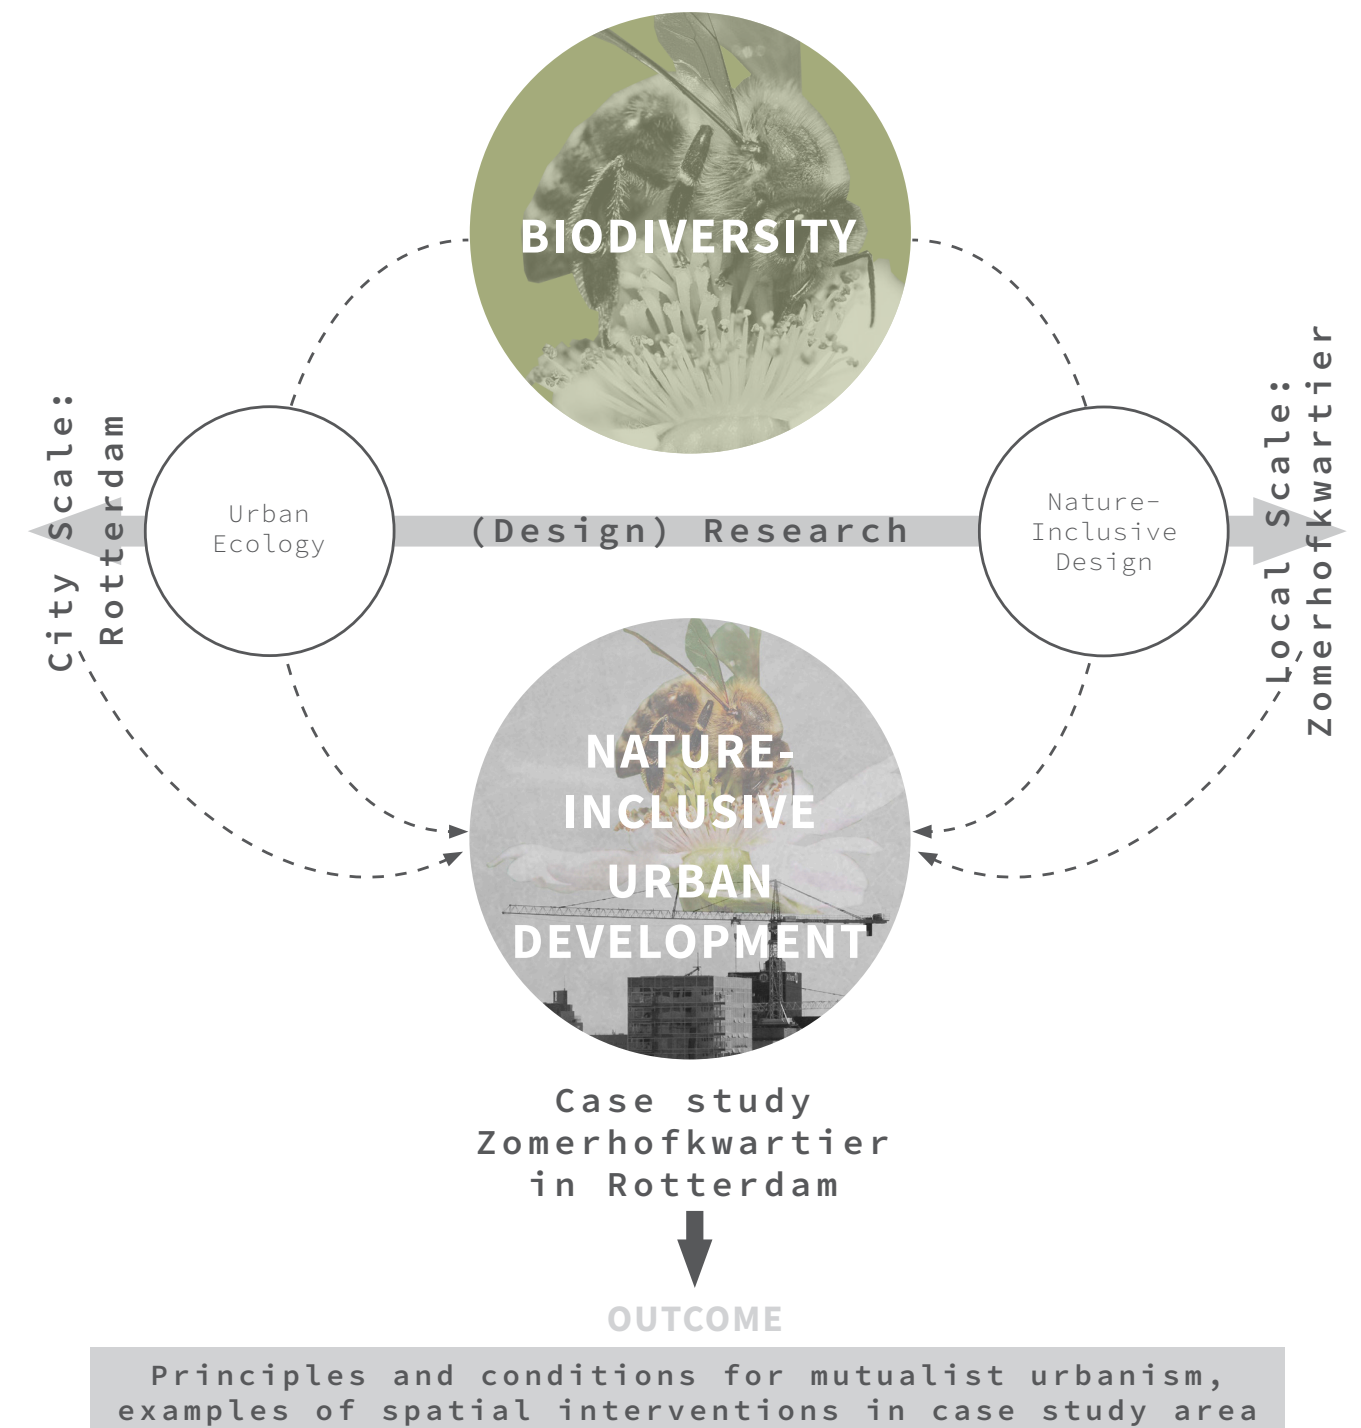 BIODIVERSITY
City Scale:
Rotterdam
Urban
Ecology
(Design) Research
Nature-
Inclusive
Design
Local Scale:
Zomerhofkwartier
NATURE-
INCLUSIVE
URBAN
DEVELOPMENT
Case study
Zomerhofkwartier
in Rotterdam
OUTCOME
Principles and conditions for mutualist urbanism,
examples of spatial interventions in case study area